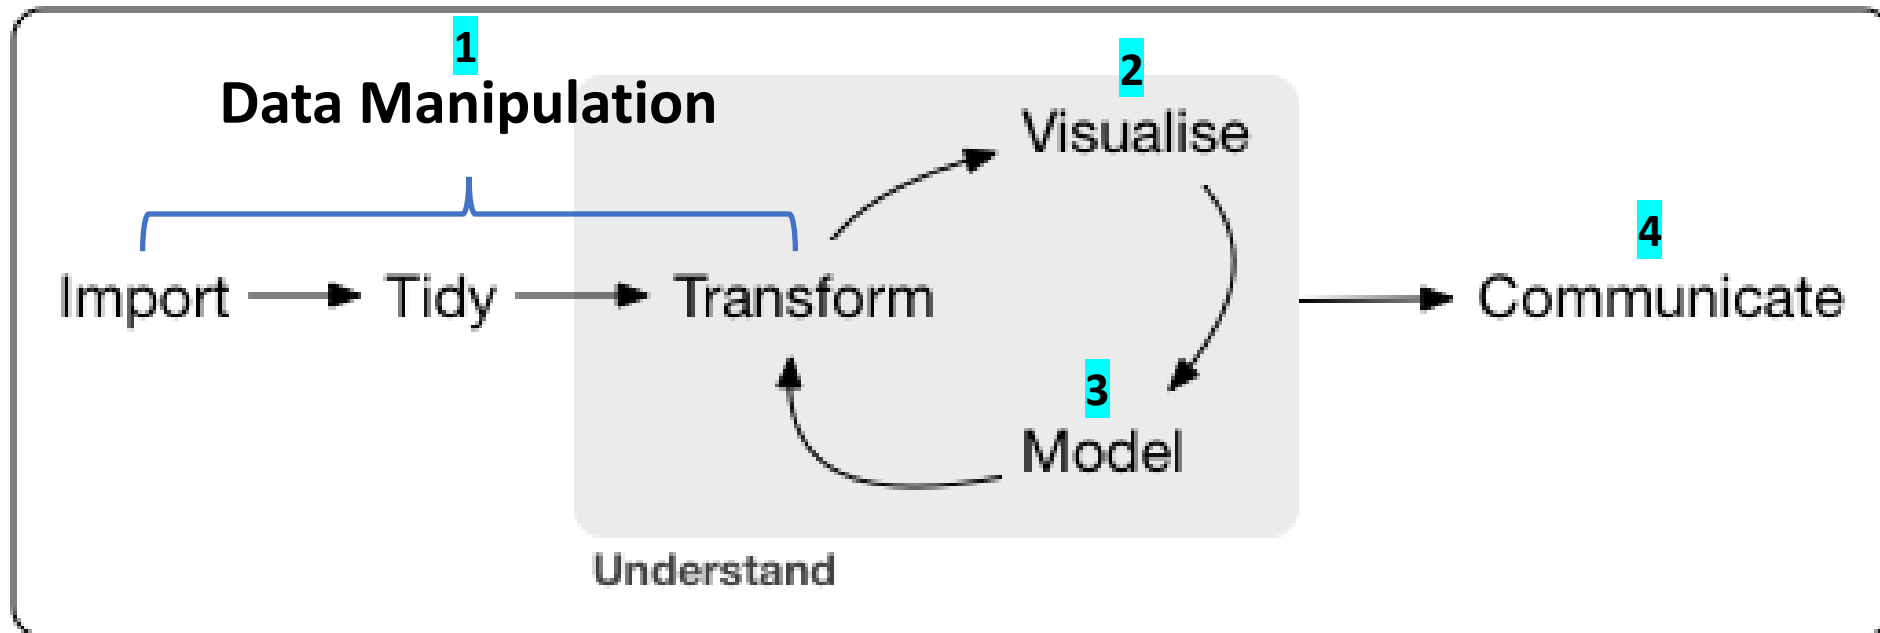 1
Data Manipulation
2
Visualise
Import
Tidy
Transform
4
Communicate
3
Model
Understand